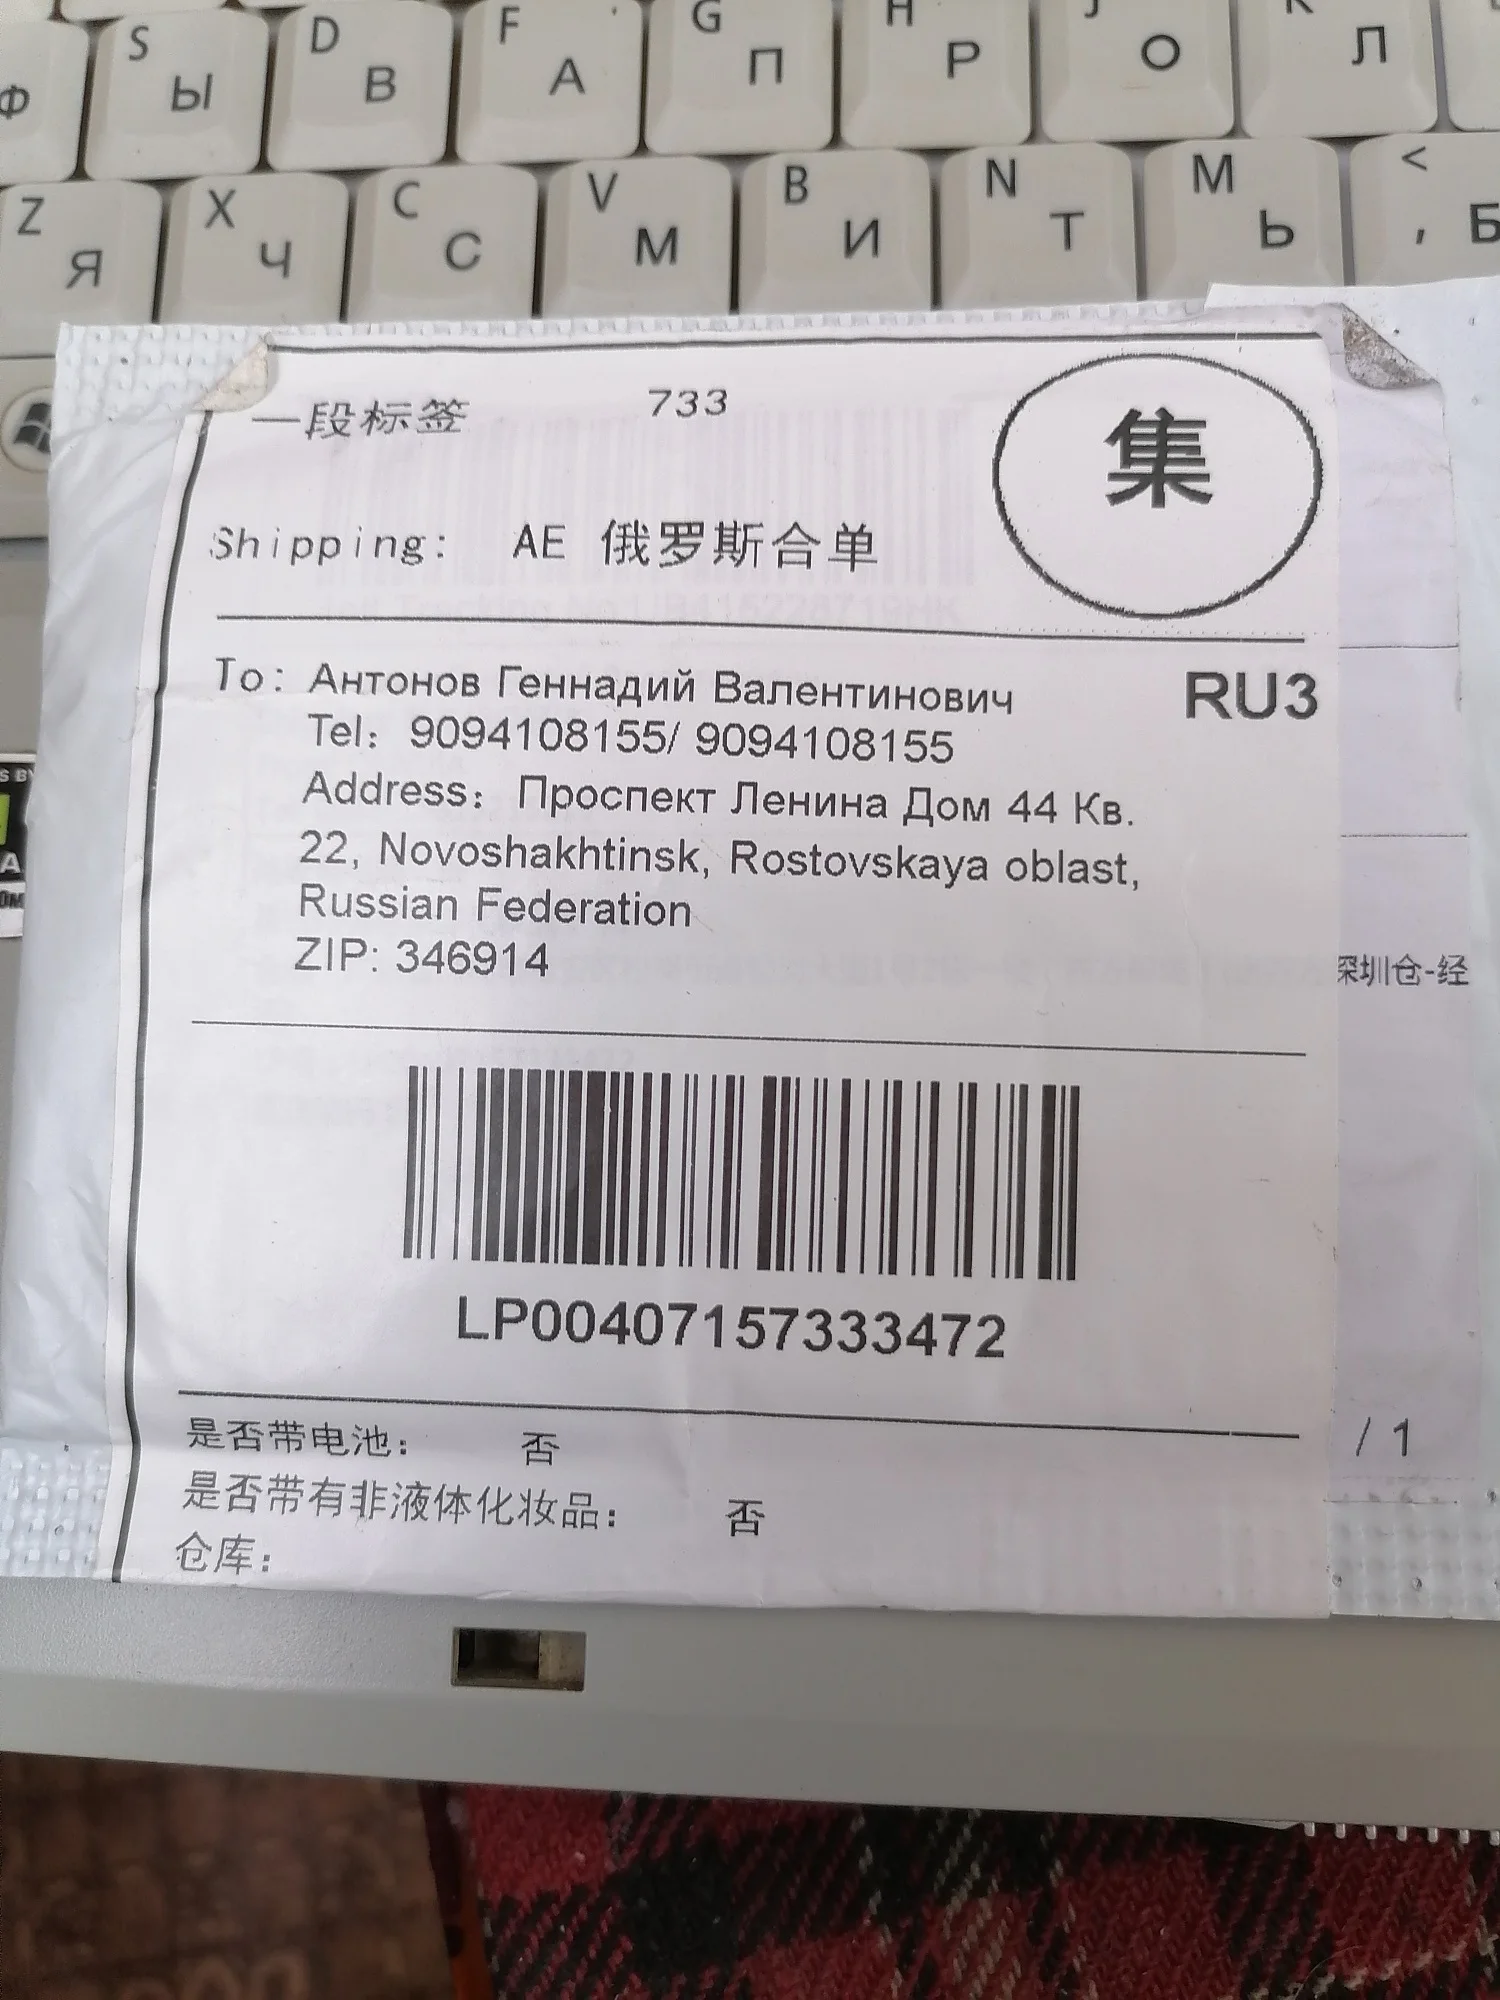 S D F G H J K
Ф Ы В А П Р О Л
Z X C V B N M <
Я Ч С М И Т Ь , Б
一段标签 733 集
Shipping: AE 俄罗斯合单
To: Антонов Геннадий Валентинович RU3
Tel: 9094108155/ 9094108155
Address: Проспект Ленина Дом 44 Кв.
22, Novoshakhtinsk, Rostovskaya oblast,
Russian Federation
ZIP: 346914
深圳仓-经
LP00407157333472
/ 1
是否带电池: 否
是否带有非液体化妆品: 否
仓库: